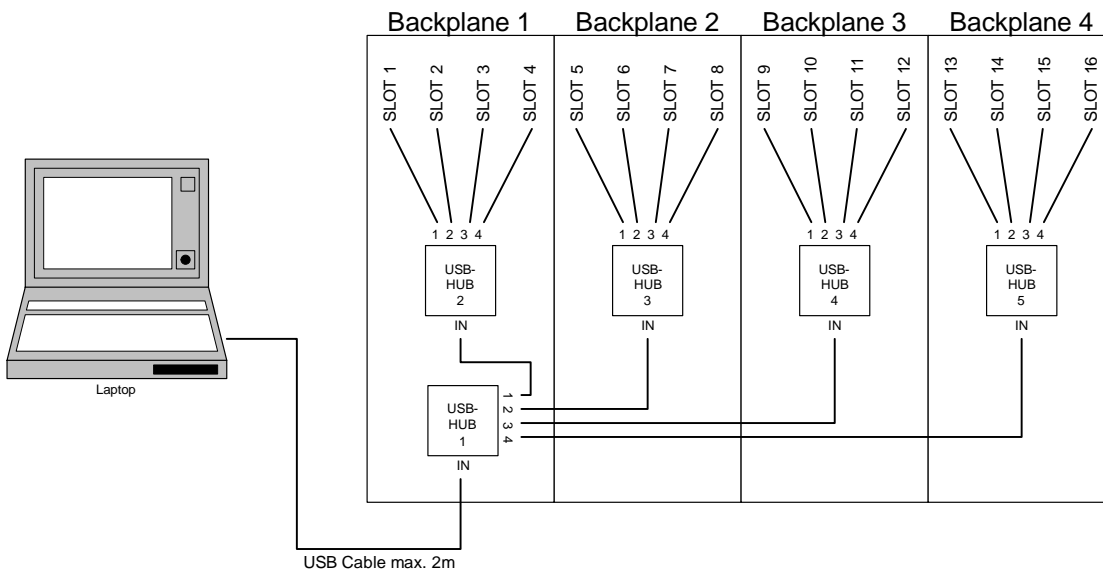 Backplane 1 Backplane 2 Backplane 3 Backplane 4
SLOT 1 SLOT 2 SLOT 3 SLOT 4 SLOT 5 SLOT 6 SLOT 7 SLOT 8 SLOT 9 SLOT 10 SLOT 11 SLOT 12 SLOT 13 SLOT 14 SLOT 15 SLOT 16
1 2 3 4 1 2 3 4 1 2 3 4 1 2 3 4
USB- USB- USB- USB-
HUB HUB HUB HUB
2 3 4 5
IN IN IN IN
Laptop
1
2
3
4
USB-
HUB
1
IN
USB Cable max. 2m